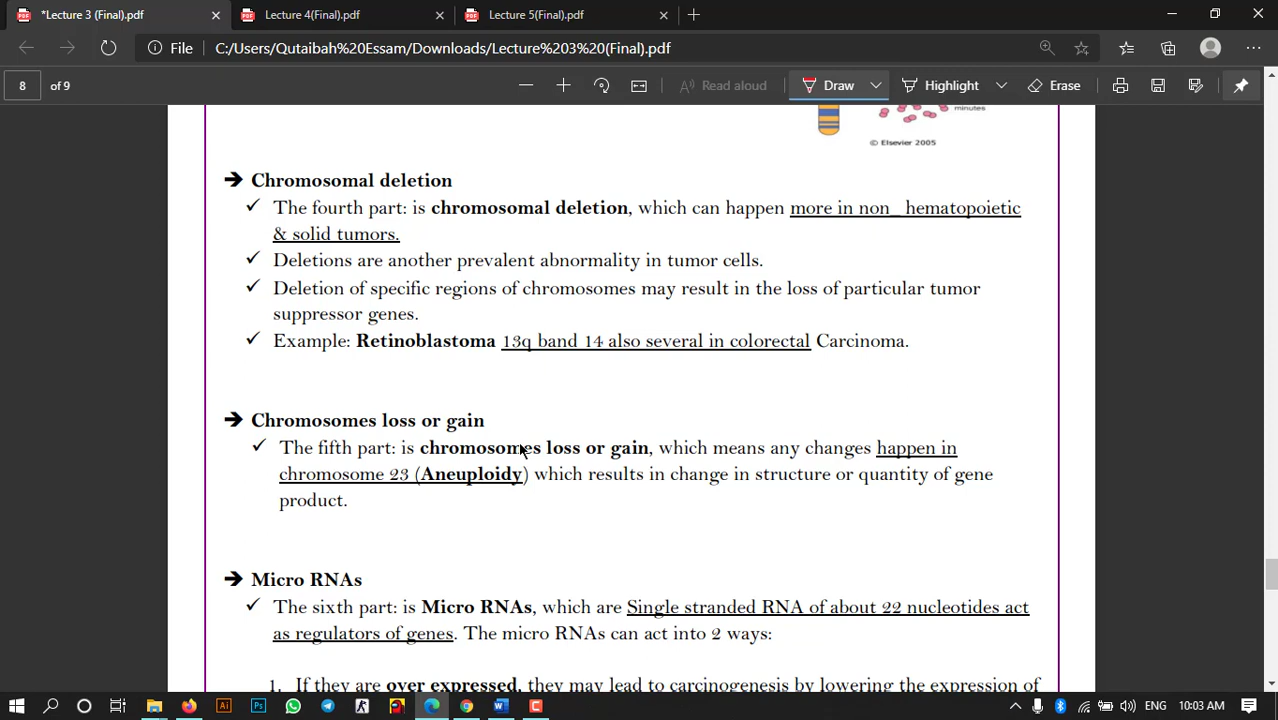 *Lecture 3 (Final).pdf
Lecture 4(Final).pdf
Lecture 5(Final).pdf
File
C:/Users/Qutaibah%20Essam/Downloads/Lecture%203%20(Final).pdf
8 of 9
Read aloud
Draw
Highlight
Erase
minutes
© Elsevier 2005
Chromosomal deletion
The fourth part: is chromosomal deletion, which can happen more in non_ hematopoietic
& solid tumors.
Deletions are another prevalent abnormality in tumor cells.
Deletion of specific regions of chromosomes may result in the loss of particular tumor
suppressor genes.
Example: Retinoblastoma 13q band 14 also several in colorectal Carcinoma.
Chromosomes loss or gain
The fifth part: is chromosomes loss or gain, which means any changes happen in
chromosome 23 (Aneuploidy) which results in change in structure or quantity of gene
product.
Micro RNAs
The sixth part: is Micro RNAs, which are Single stranded RNA of about 22 nucleotides act
as regulators of genes. The micro RNAs can act into 2 ways:
1. If they are over expressed, they may lead to carcinogenesis by lowering the expression of
ENG
10:03 AM